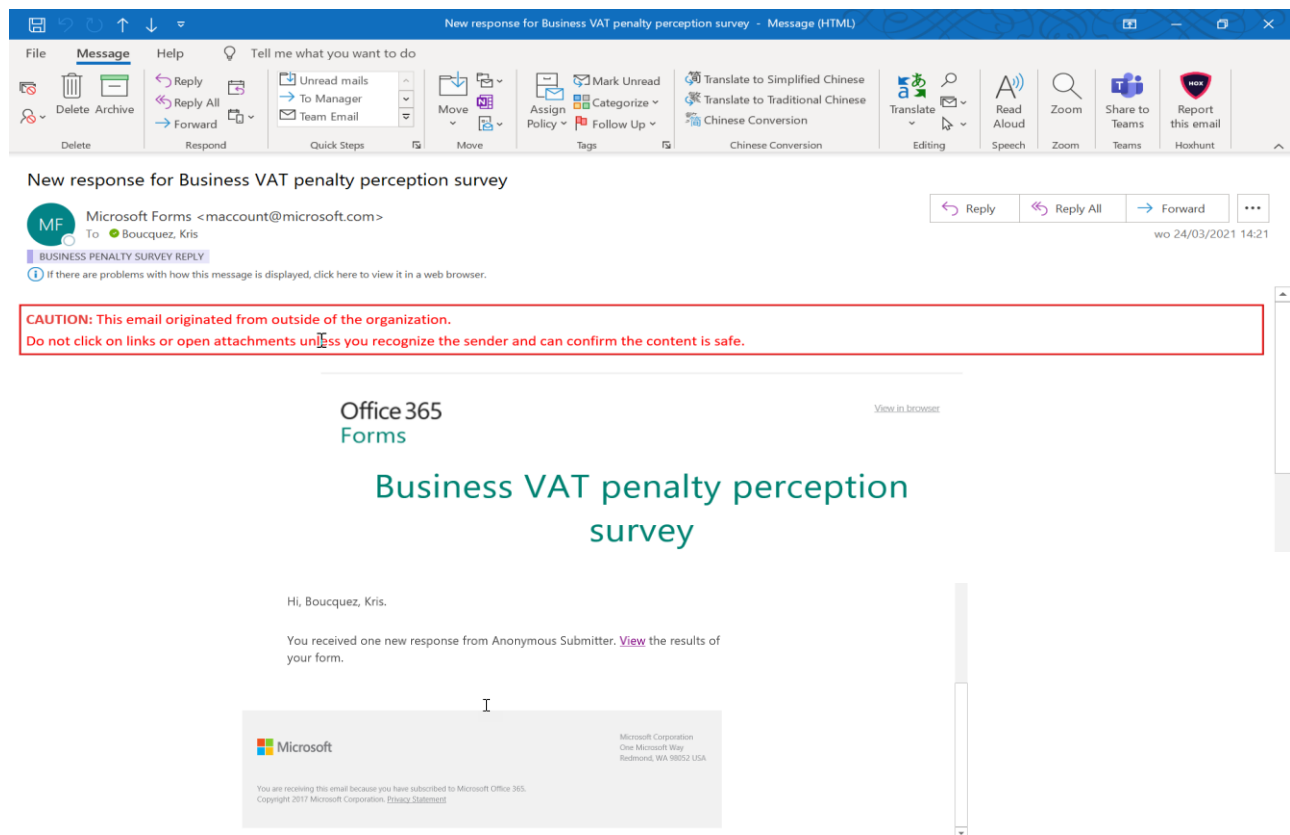 New response for Business VAT penalty perception survey - Message (HTML)
File Message Help Tell me what you want to do
Delete Archive
Reply
Reply All
Forward
Unread mails
To Manager
Team Email
Move
Assign Policy
Mark Unread
Categorize
Follow Up
Translate to Simplified Chinese
Translate to Traditional Chinese
Chinese Conversion
Translate
Read Aloud
Zoom
Share to Teams
HOX
Report this email
Delete Respond Quick Steps Move Tags Chinese Conversion Editing Speech Zoom Teams Hoxhunt
New response for Business VAT penalty perception survey
MF
Microsoft Forms <maccount@microsoft.com>
To Boucquez, Kris
Reply Reply All Forward
wo 24/03/2021 14:21
BUSINESS PENALTY SURVEY REPLY
If there are problems with how this message is displayed, click here to view it in a web browser.
CAUTION: This email originated from outside of the organization.
Do not click on links or open attachments unless you recognize the sender and can confirm the content is safe.
Office 365
Forms
View in browser
Business VAT penalty perception
survey
Hi, Boucquez, Kris.
You received one new response from Anonymous Submitter. View the results of
your form.
Microsoft
Microsoft Corporation
One Microsoft Way
Redmond, WA 98052 USA
You are receiving this email because you have subscribed to Microsoft Office 365.
Copyright 2017 Microsoft Corporation. Privacy Statement